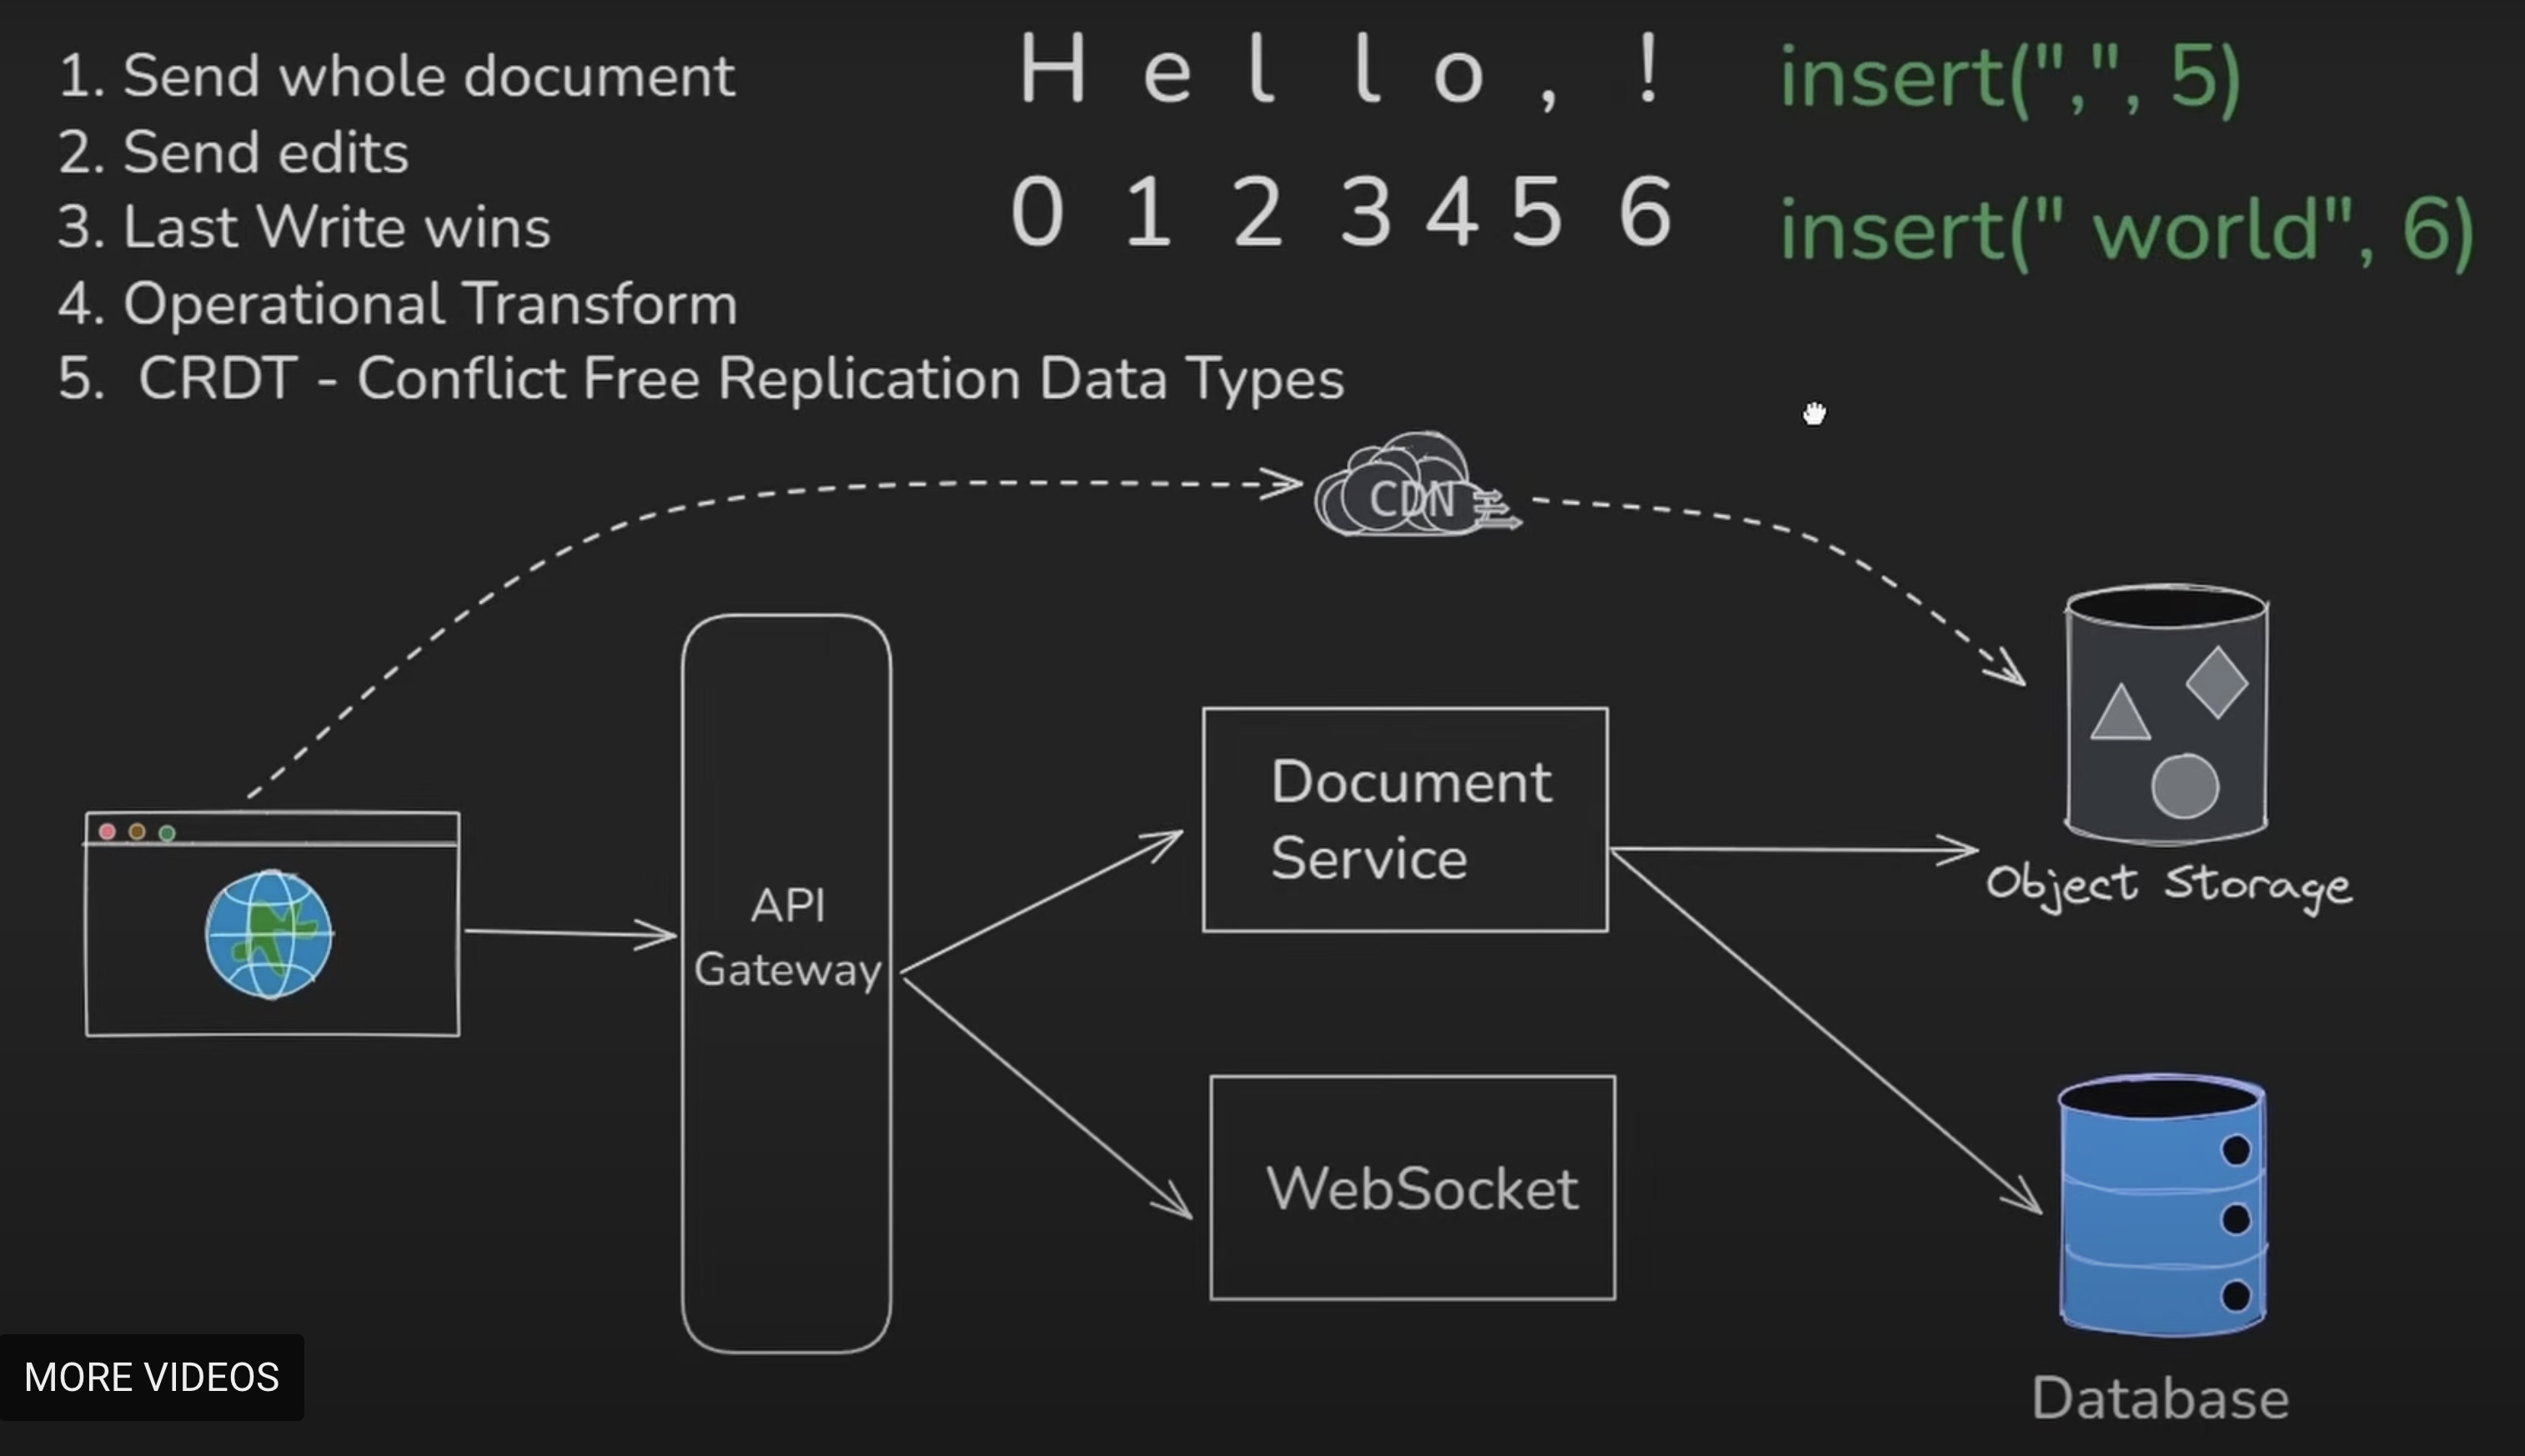 1. Send whole document
2. Send edits
3. Last Write wins
4. Operational Transform
5. CRDT - Conflict Free Replication Data Types
H e l l o , !
0 1 2 3 4 5 6
insert(",", 5)
insert(" world", 6)
CDN
API
Gateway
Document
Service
WebSocket
Object Storage
Database
MORE VIDEOS